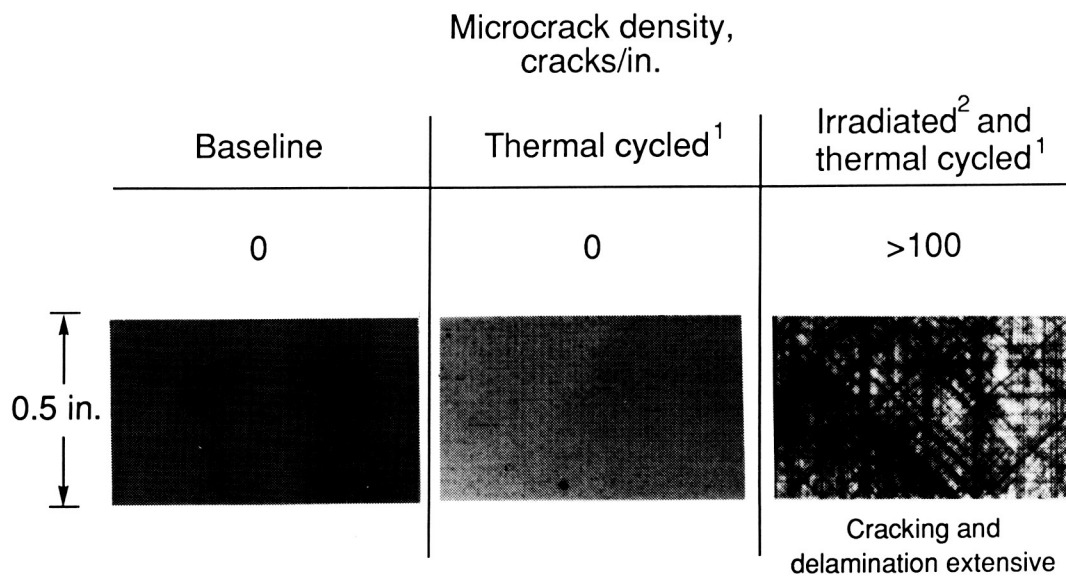 Microcrack density,
cracks/in.
Baseline
Thermal cycled¹
Irradiated² and
thermal cycled¹
0
0
>100
0.5 in.
Cracking and
delamination extensive